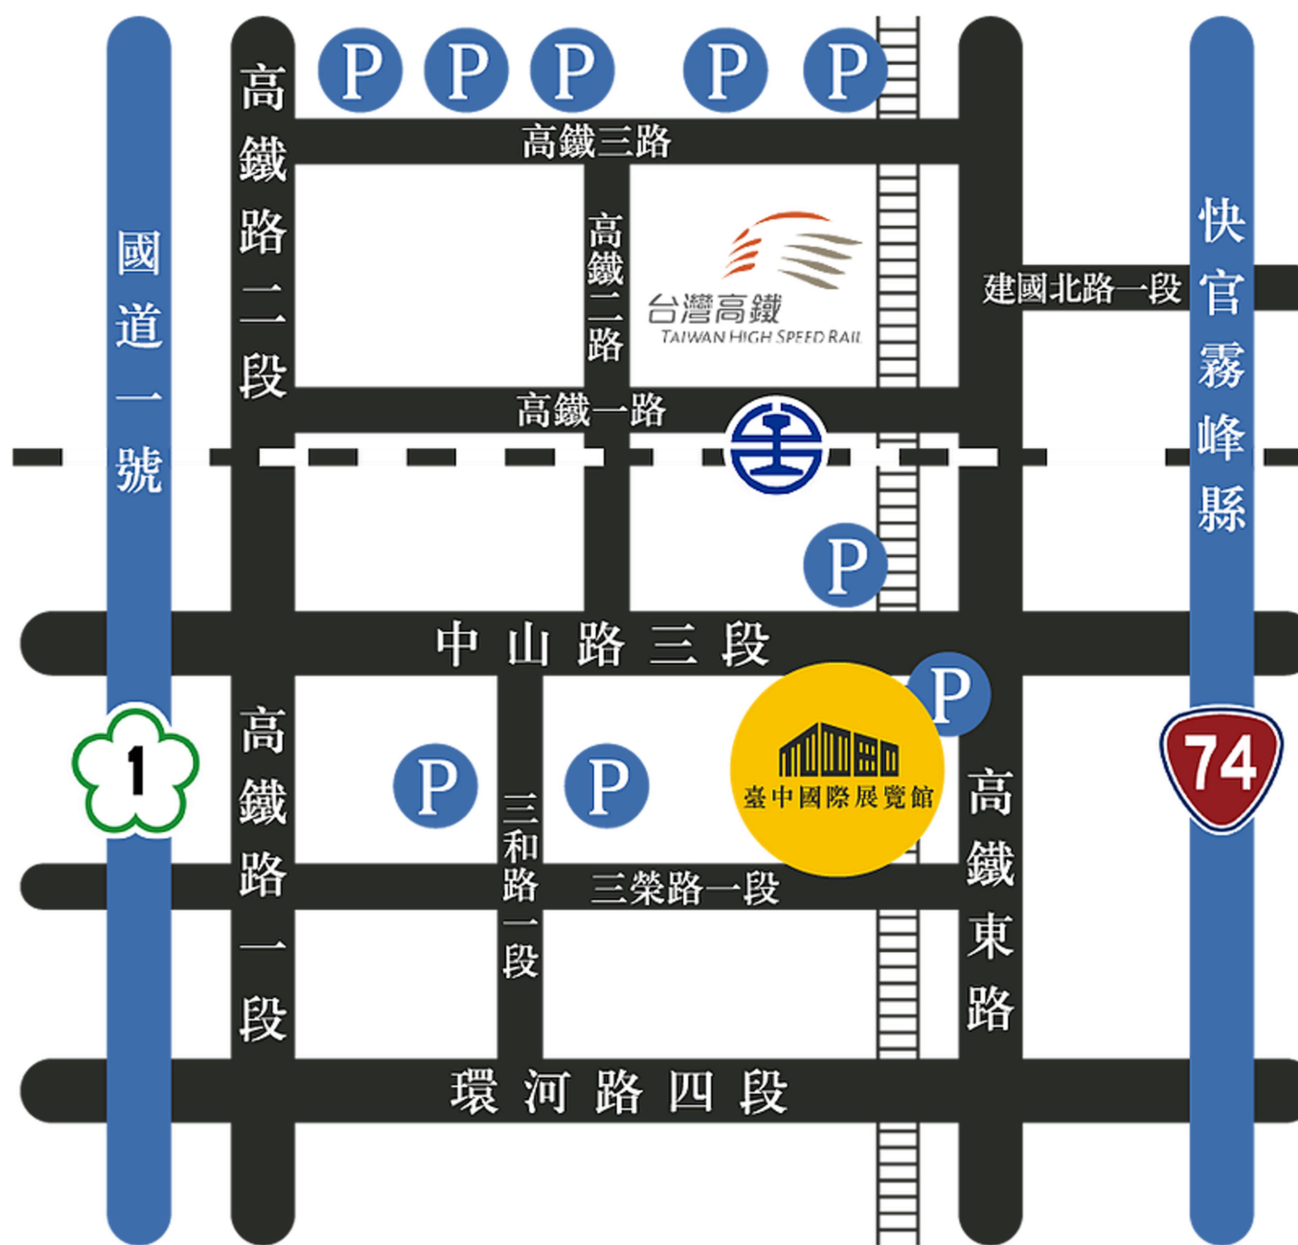 P P P P P
高鐵路二段
高鐵三路
國道一號
高鐵二路
台灣高鐵
TAIWAN HIGH SPEED RAIL
建國北路一段
快官霧峰縣
高鐵一路
P
中山路三段
P
1
高鐵路一段
P
P
三和路一段
臺中國際展覽館
高鐵東路
74
三榮路一段
環河路四段